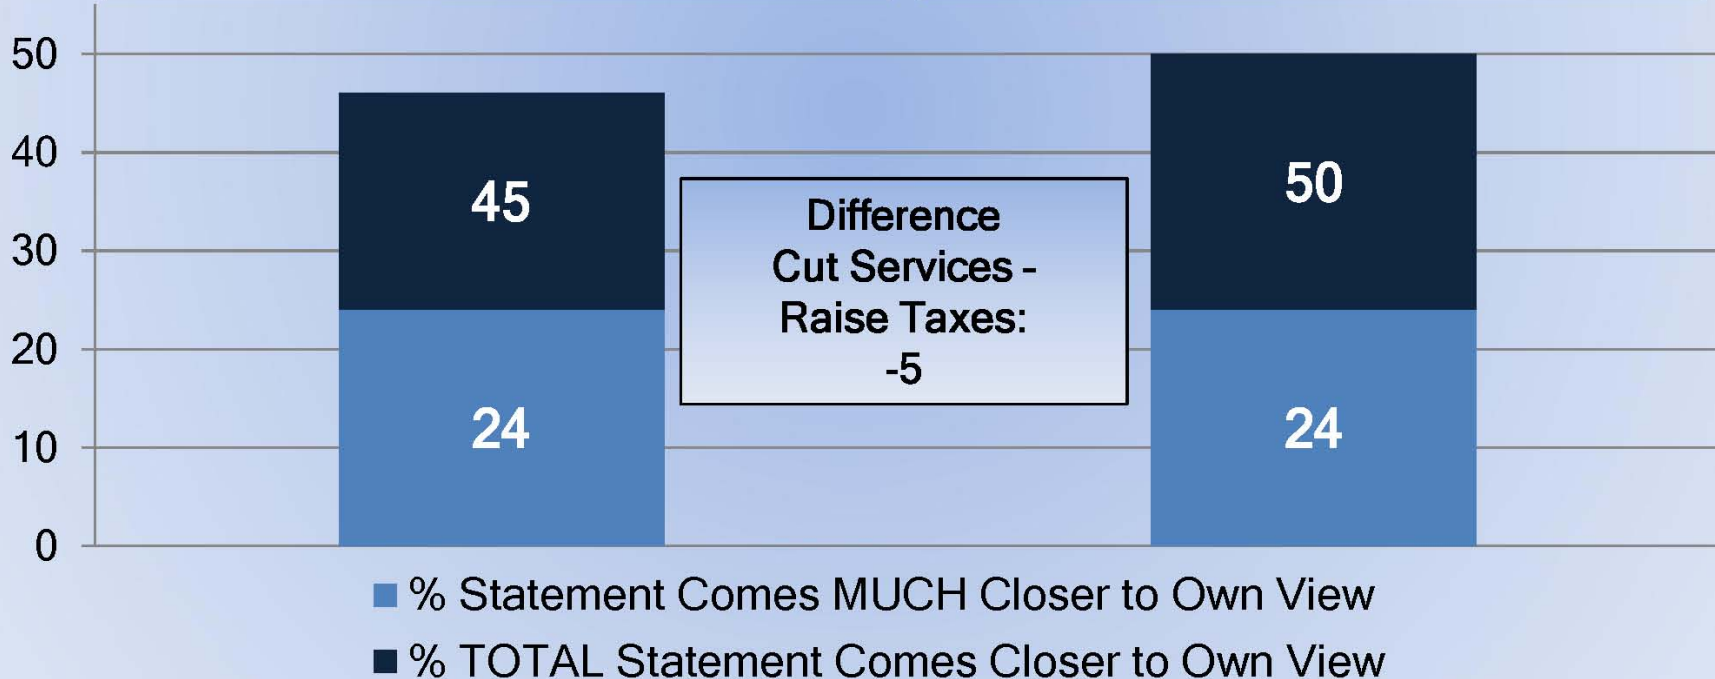 50
40
30
20
10
0
45
24
Difference
Cut Services -
Raise Taxes:
-5
50
24
% Statement Comes MUCH Closer to Own View
% TOTAL Statement Comes Closer to Own View